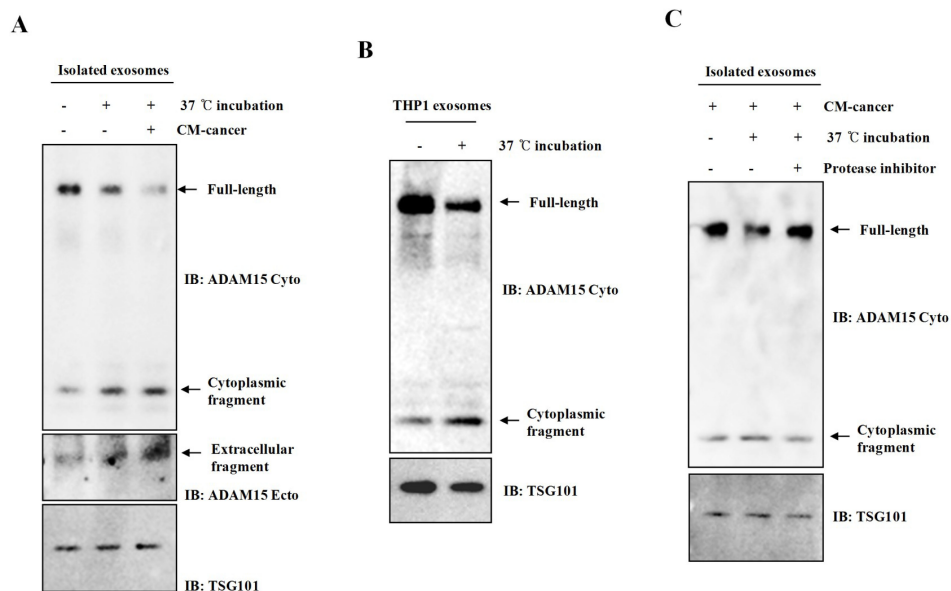 A
Isolated exosomes
- + + 37 ℃ incubation
- - + CM-cancer
Full-length
IB: ADAM15 Cyto
Cytoplasmic
fragment
Extracellular
fragment
IB: ADAM15 Ecto
IB: TSG101
B
THP1 exosomes
- + 37 ℃ incubation
Full-length
IB: ADAM15 Cyto
Cytoplasmic
fragment
IB: TSG101
C
Isolated exosomes
+ + + CM-cancer
- + + 37 ℃ incubation
- - + Protease inhibitor
Full-length
IB: ADAM15 Cyto
Cytoplasmic
fragment
IB: TSG101